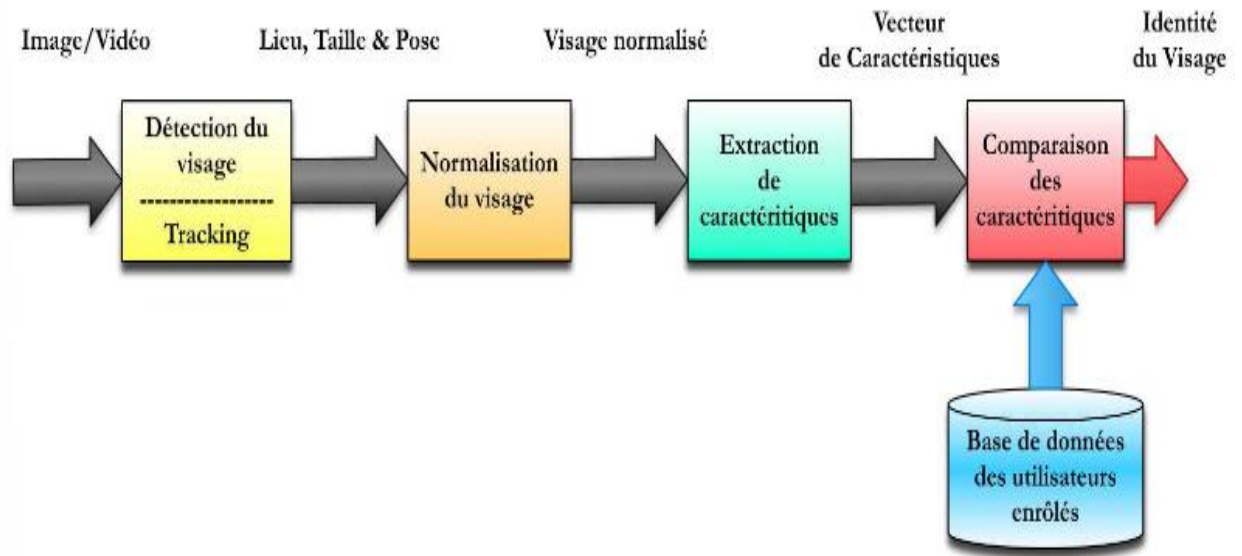 Image/Vidéo
Lieu, Taille & Pose
Visage normalisé
Vecteur
de Caractéristiques
Identité
du Visage
Détection du
visage
-------------------
Tracking
Normalisation
du visage
Extraction
de
caractéritiques
Comparaison
des
caractéritiques
Base de données
des utilisateurs
enrôlés